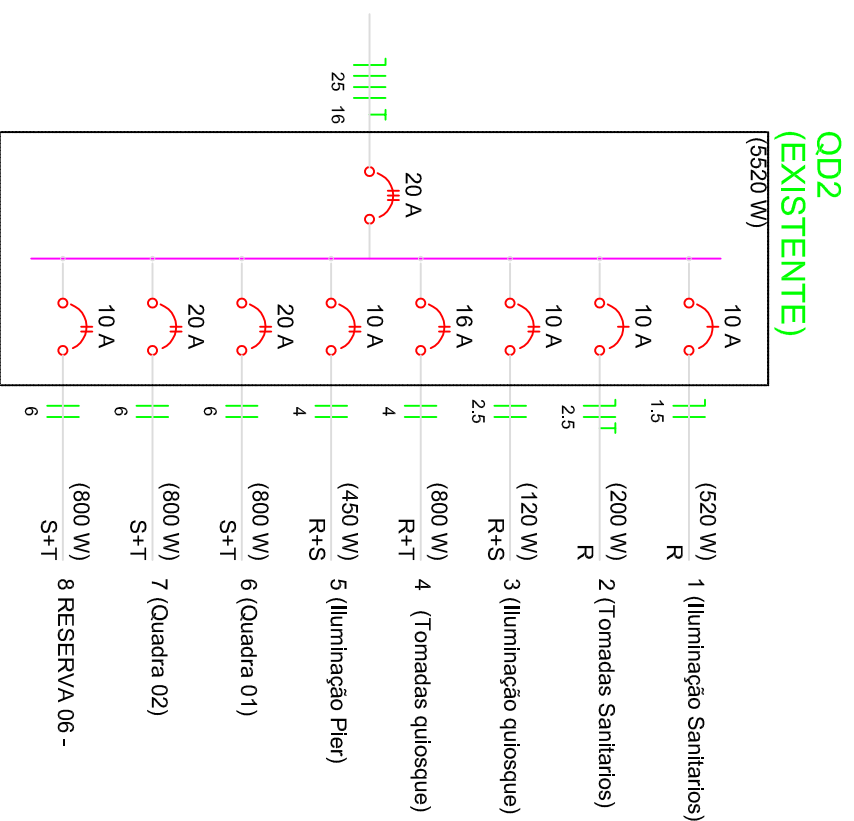 QD2
(EXISTENTE)
(5520 W)
25
16
20 A
10 A
1.5
(520 W)
R
1 (Iluminação Sanitarios)
10 A
2.5
(200 W)
R
2 (Tomadas Sanitarios)
10 A
2.5
(120 W)
R+S
3 (Iluminação quiosque)
16 A
4
(800 W)
R+T
4 (Tomadas quiosque)
10 A
4
(450 W)
R+S
5 (Iluminação Pier)
20 A
6
(800 W)
S+T
6 (Quadra 01)
20 A
6
(800 W)
S+T
7 (Quadra 02)
10 A
6
(800 W)
S+T
8 RESERVA 06 -